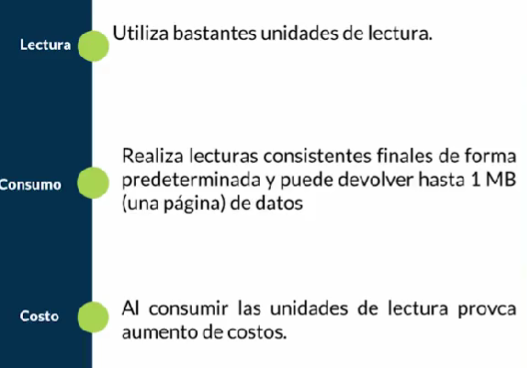 Lectura
Utiliza bastantes unidades de lectura.
Consumo
Realiza lecturas consistentes finales de forma
predeterminada y puede devolver hasta 1 MB
(una página) de datos
Costo
Al consumir las unidades de lectura provca
aumento de costos.